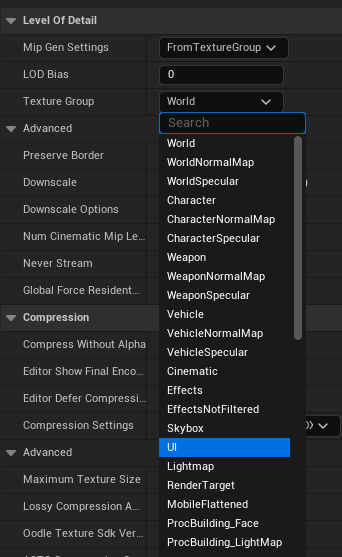 Level Of Detail
Mip Gen Settings FromTextureGroup
LOD Bias 0
Texture Group World
Search
Advanced
Preserve Border
Downscale
Downscale Options
Num Cinematic Mip Le...
Never Stream
Global Force Resident...
Compression
Compress Without Alpha
Editor Show Final Enco...
Editor Defer Compressi...
Compression Settings
Advanced
Maximum Texture Size
Lossy Compression A...
Oodle Texture Sdk Ver...
World
WorldNormalMap
WorldSpecular
Character
CharacterNormalMap
CharacterSpecular
Weapon
WeaponNormalMap
WeaponSpecular
Vehicle
VehicleNormalMap
VehicleSpecular
Cinematic
Effects
EffectsNotFiltered
Skybox
UI
Lightmap
RenderTarget
MobileFlattened
ProcBuilding_Face
ProcBuilding_LightMap